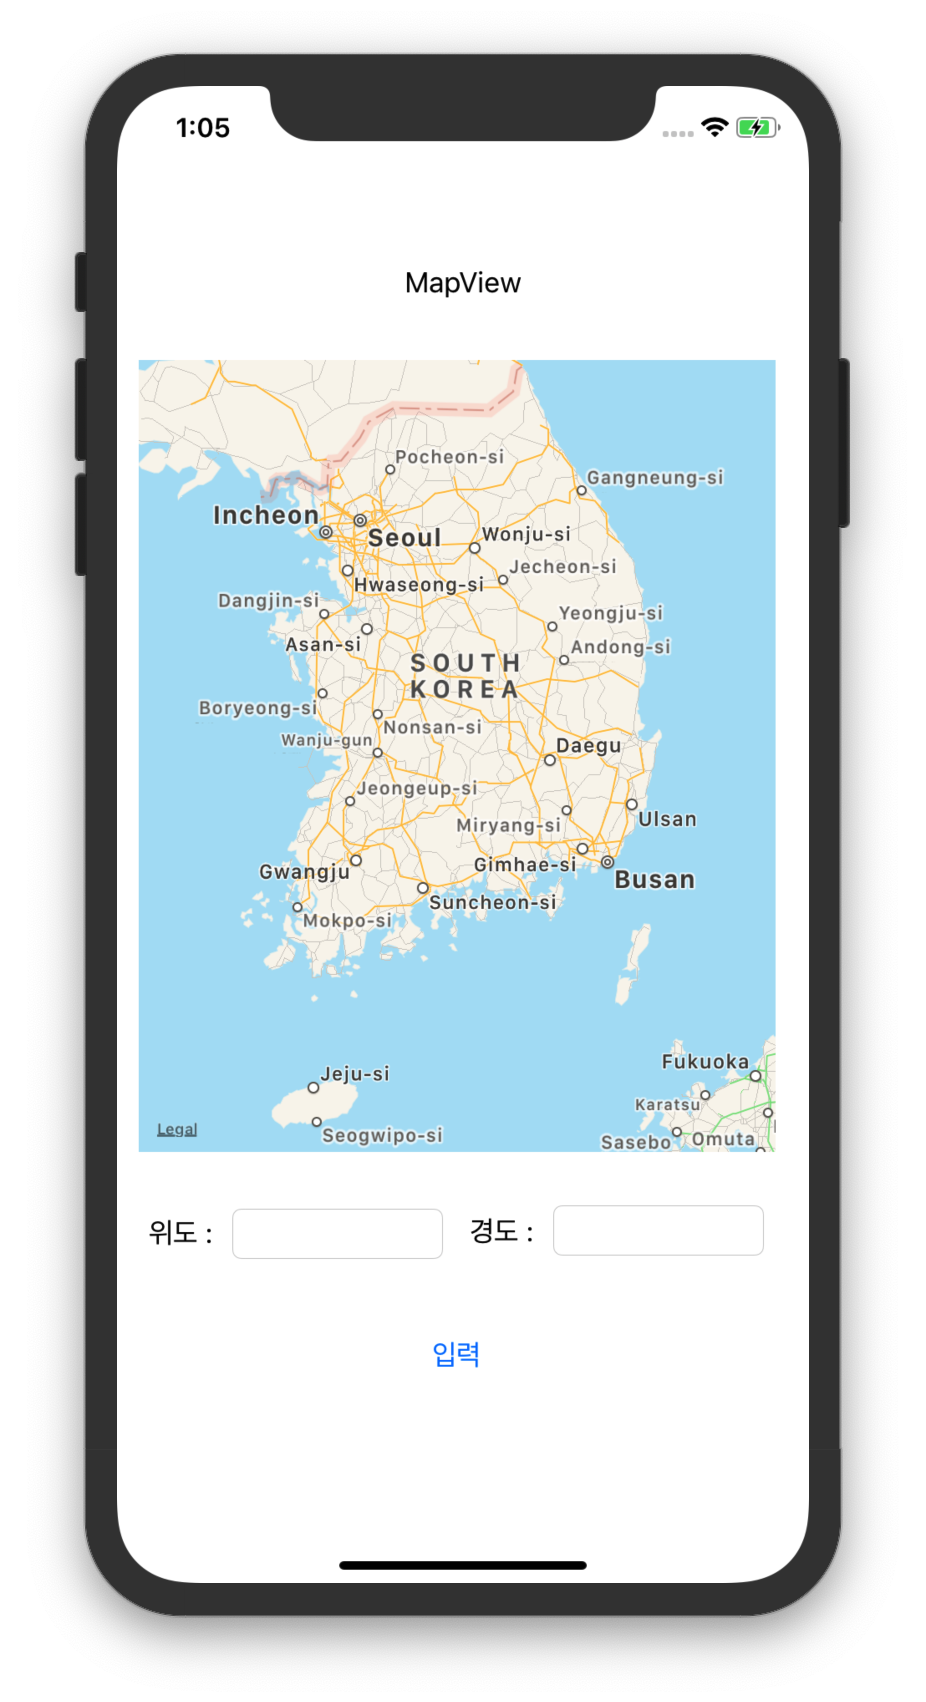 1:05
MapView
Pocheon-si
Gangneung-si
Incheon
Seoul
Wonju-si
Jecheon-si
Hwaseong-si
Dangjin-si
Yeongju-si
Asan-si
Andong-si
SOUTH
KOREA
Boryeong-si
Nonsan-si
Wanju-gun
Daegu
Jeongeup-si
Miryang-si
Ulsan
Gimhae-si
Gwangju
Busan
Suncheon-si
Mokpo-si
Fukuoka
Jeju-si
Karatsu
Legal
Seogwipo-si
Sasebo
Omuta
위도 :
경도 :
입력